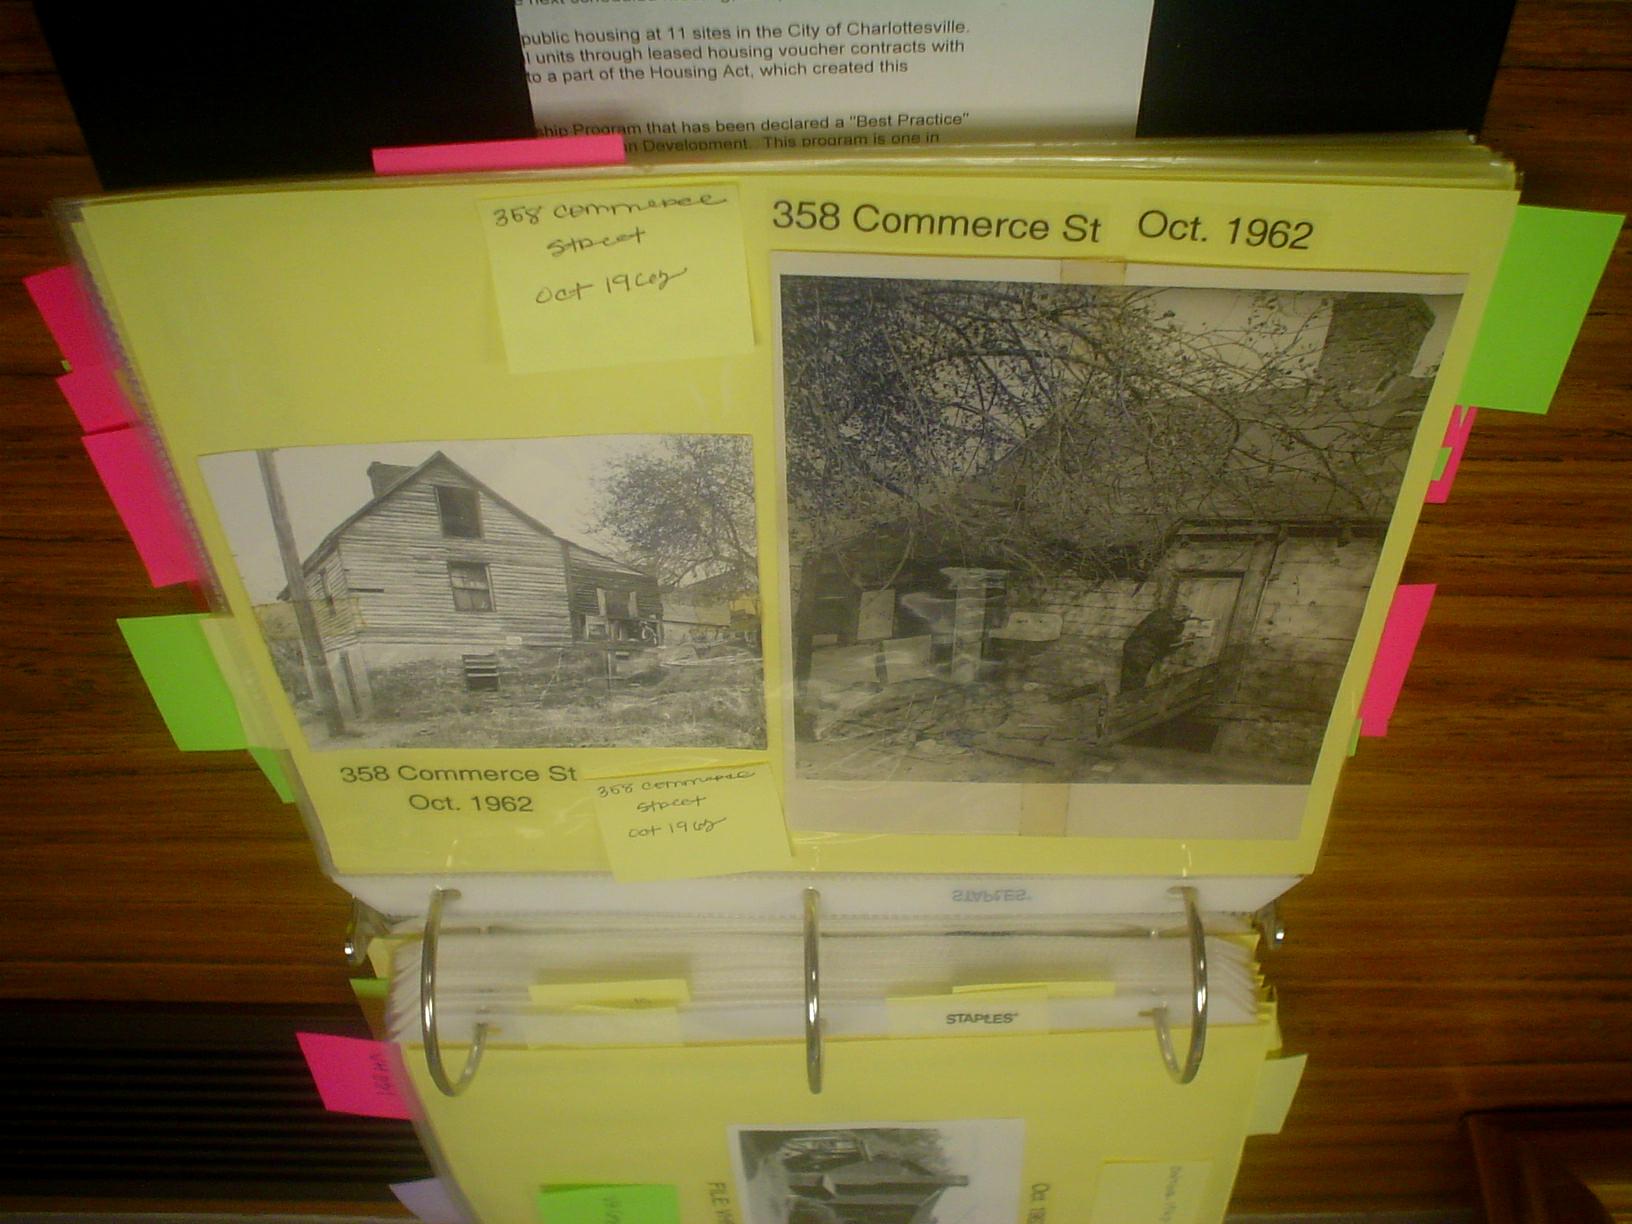 public housing at 11 sites in the City of Charlottesville.
units through leased housing voucher contracts with
to a part of the Housing Act, which created this
Program that has been declared a "Best Practice"
Development. This program is one in
358 Commerce
Street
Oct 1962
358 Commerce St Oct. 1962
358 Commerce St
Oct. 1962
358 Commerce
Street
Oct 1962
STAPLES
STAPLES
FILE
Oct